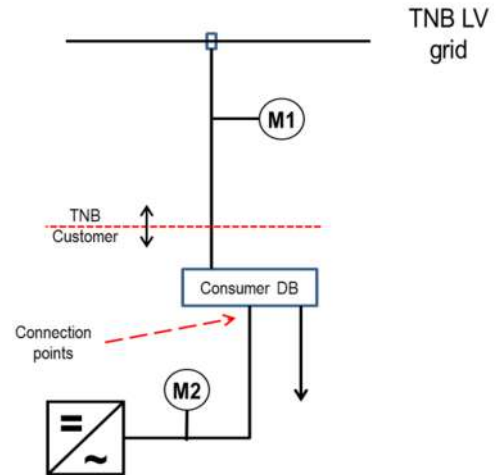 TNB LV
grid
M1
TNB
Customer
Consumer DB
Connection
points
M2
=
~